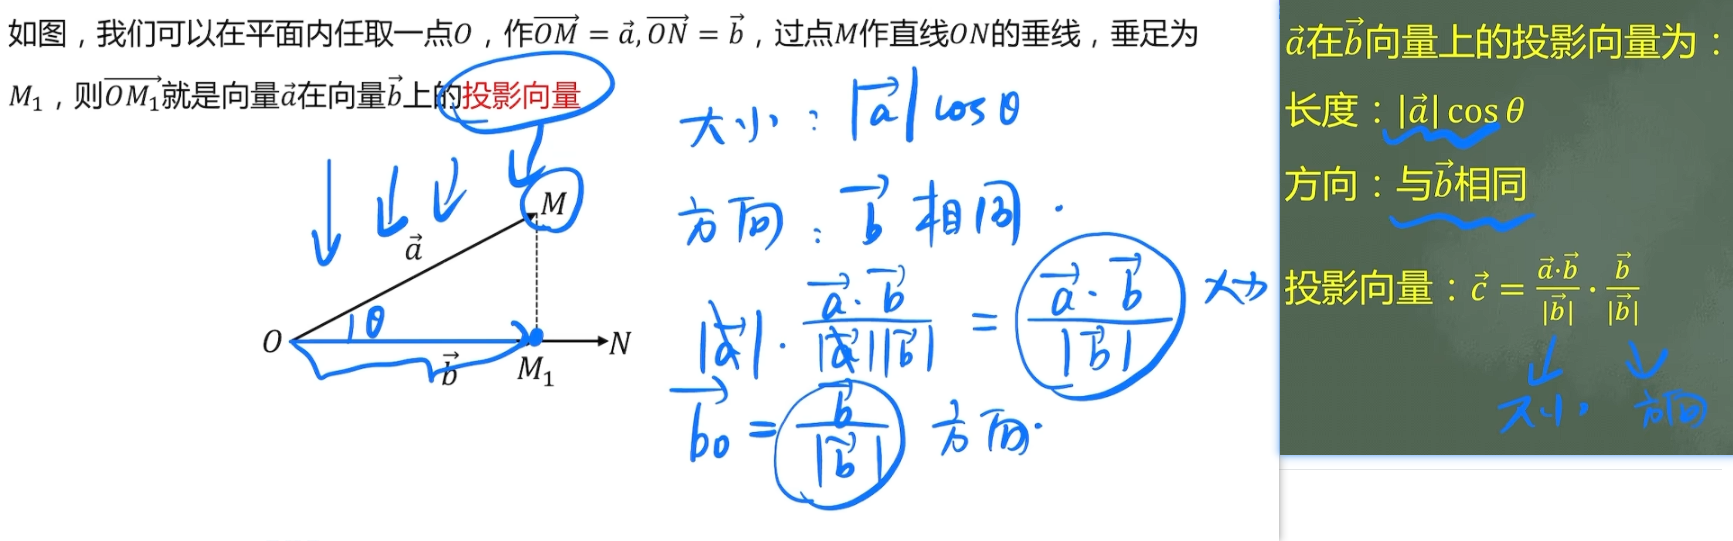 如图，我们可以在平面内任取一点O，作$\overrightarrow{OM}=\vec{a},\overrightarrow{ON}=\vec{b}$，过点M作直线ON的垂线，垂足为
$M_1$，则$\overrightarrow{OM_1}$就是向量$\vec{a}$在向量$\vec{b}$上的投影向量
大小：$|\vec{a}|\cos\theta$
方向：$\vec{b}$相同.
$|\vec{a}|\cdot\frac{\vec{a}\cdot\vec{b}}{|\vec{a}||\vec{b}|}=\frac{\vec{a}\cdot\vec{b}}{|\vec{b}|}$ 大小
$\vec{b_0}=\frac{\vec{b}}{|\vec{b}|}$ 方向.
M
$\vec{a}$
θ
O
N
$\vec{b}$
$M_1$
$\vec{a}$在$\vec{b}$向量上的投影向量为：
长度：$|\vec{a}|\cos\theta$
方向：与$\vec{b}$相同
投影向量：$\vec{c}=\frac{\vec{a}\cdot\vec{b}}{|\vec{b}|}\cdot\frac{\vec{b}}{|\vec{b}|}$
大小, 方向